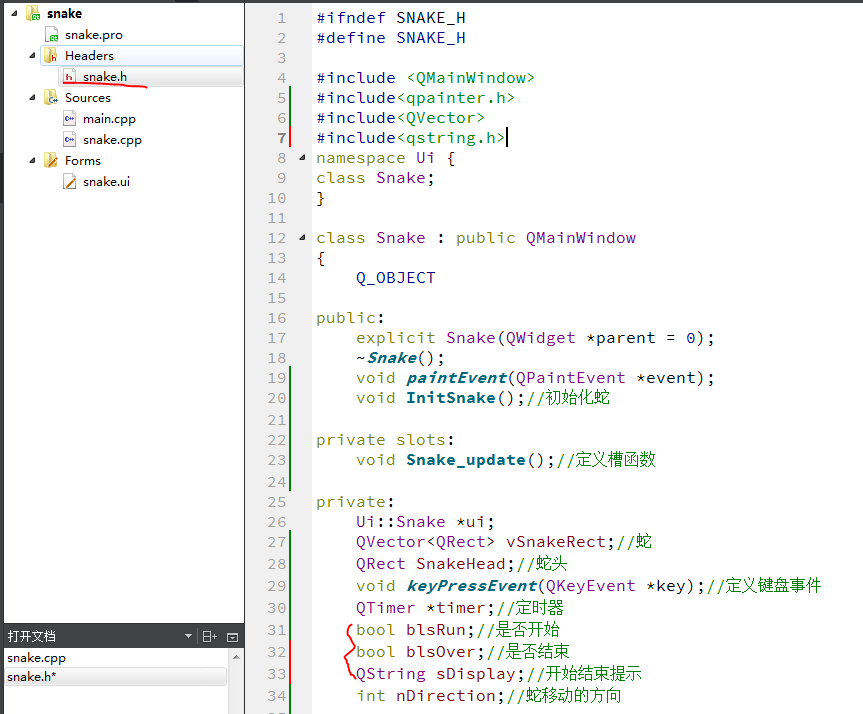 snake
snake.pro
Headers
snake.h
Sources
main.cpp
snake.cpp
Forms
snake.ui
打开文档
snake.cpp
snake.h*
1 #ifndef SNAKE_H
2 #define SNAKE_H
3
4 #include <QMainWindow>
5 #include<qpainter.h>
6 #include<QVector>
7 #include<qstring.h>
8 namespace Ui {
9 class Snake;
10 }
11
12 class Snake : public QMainWindow
13 {
14 Q_OBJECT
15
16 public:
17 explicit Snake(QWidget *parent = 0);
18 ~Snake();
19 void paintEvent(QPaintEvent *event);
20 void InitSnake();//初始化蛇
21
22 private slots:
23 void Snake_update();//定义槽函数
24
25 private:
26 Ui::Snake *ui;
27 QVector<QRect> vSnakeRect;//蛇
28 QRect SnakeHead;//蛇头
29 void keyPressEvent(QKeyEvent *key);//定义键盘事件
30 QTimer *timer;//定时器
31 bool blsRun;//是否开始
32 bool blsOver;//是否结束
33 QString sDisplay;//开始结束提示
34 int nDirection;//蛇移动的方向